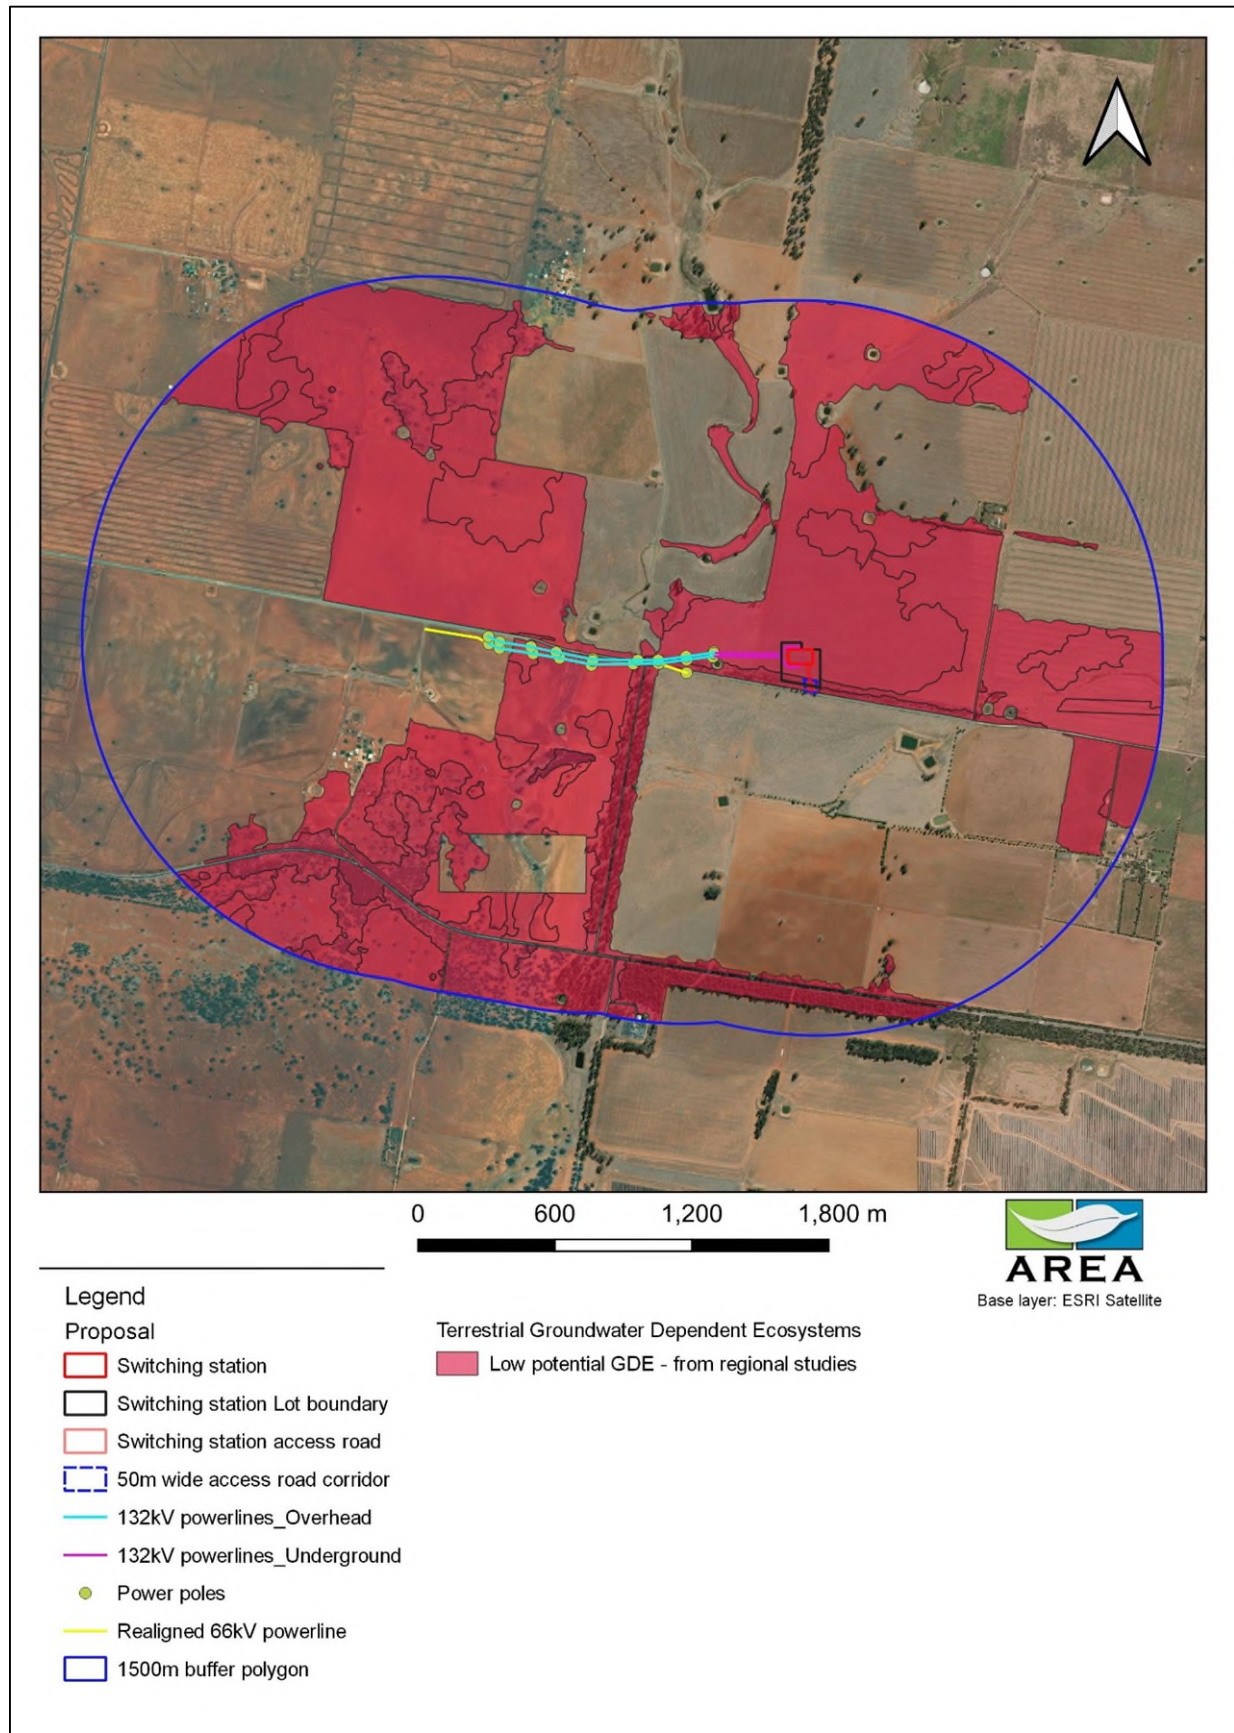 0 600 1,200 1,800 m
AREA
Base layer: ESRI Satellite
Legend
Proposal
Switching station
Switching station Lot boundary
Switching station access road
50m wide access road corridor
132kV powerlines_Overhead
132kV powerlines_Underground
Power poles
Realigned 66kV powerline
1500m buffer polygon
Terrestrial Groundwater Dependent Ecosystems
Low potential GDE - from regional studies